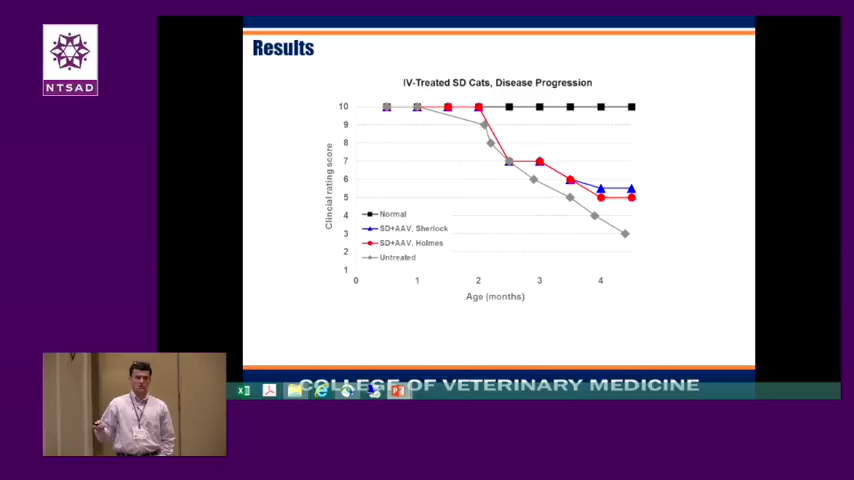 NTSAD
Results
IV-Treated SD Cats, Disease Progression
10
9
8
7
6
5
4
3
2
1
Clincial rating score
Normal
SD+AAV, Sherlock
SD+AAV, Holmes
Untreated
0
1
2
3
4
Age (months)
COLLEGE OF VETERINARY MEDICINE